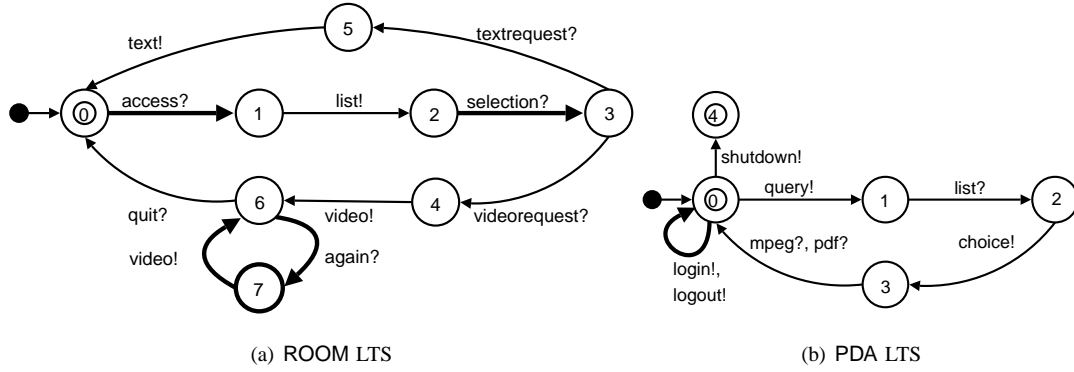 5
text!
textrequest?
0
access?
1
list!
2
selection?
3
4
shutdown!
6
video!
4
videorequest?
quit?
video!
again?
7
0
query!
1
list?
2
mpeg?, pdf?
choice!
login!,
logout!
3
(a) ROOM LTS
(b) PDA LTS